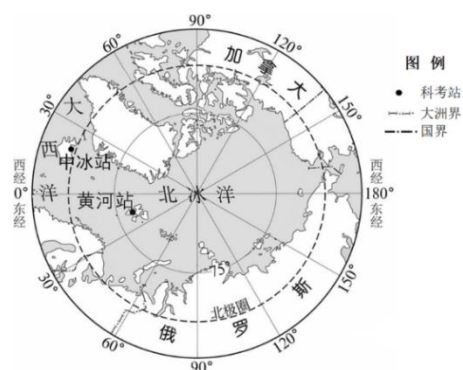 90°
60°
120°
30°
150°
加拿大
大西洋
中冰站
黄河站
北冰洋
西经
0°
东经
西经
180°
东经
75°
30°
150°
北极圈
俄罗斯
60°
120°
90°
图 例
科考站
大洲界
国界